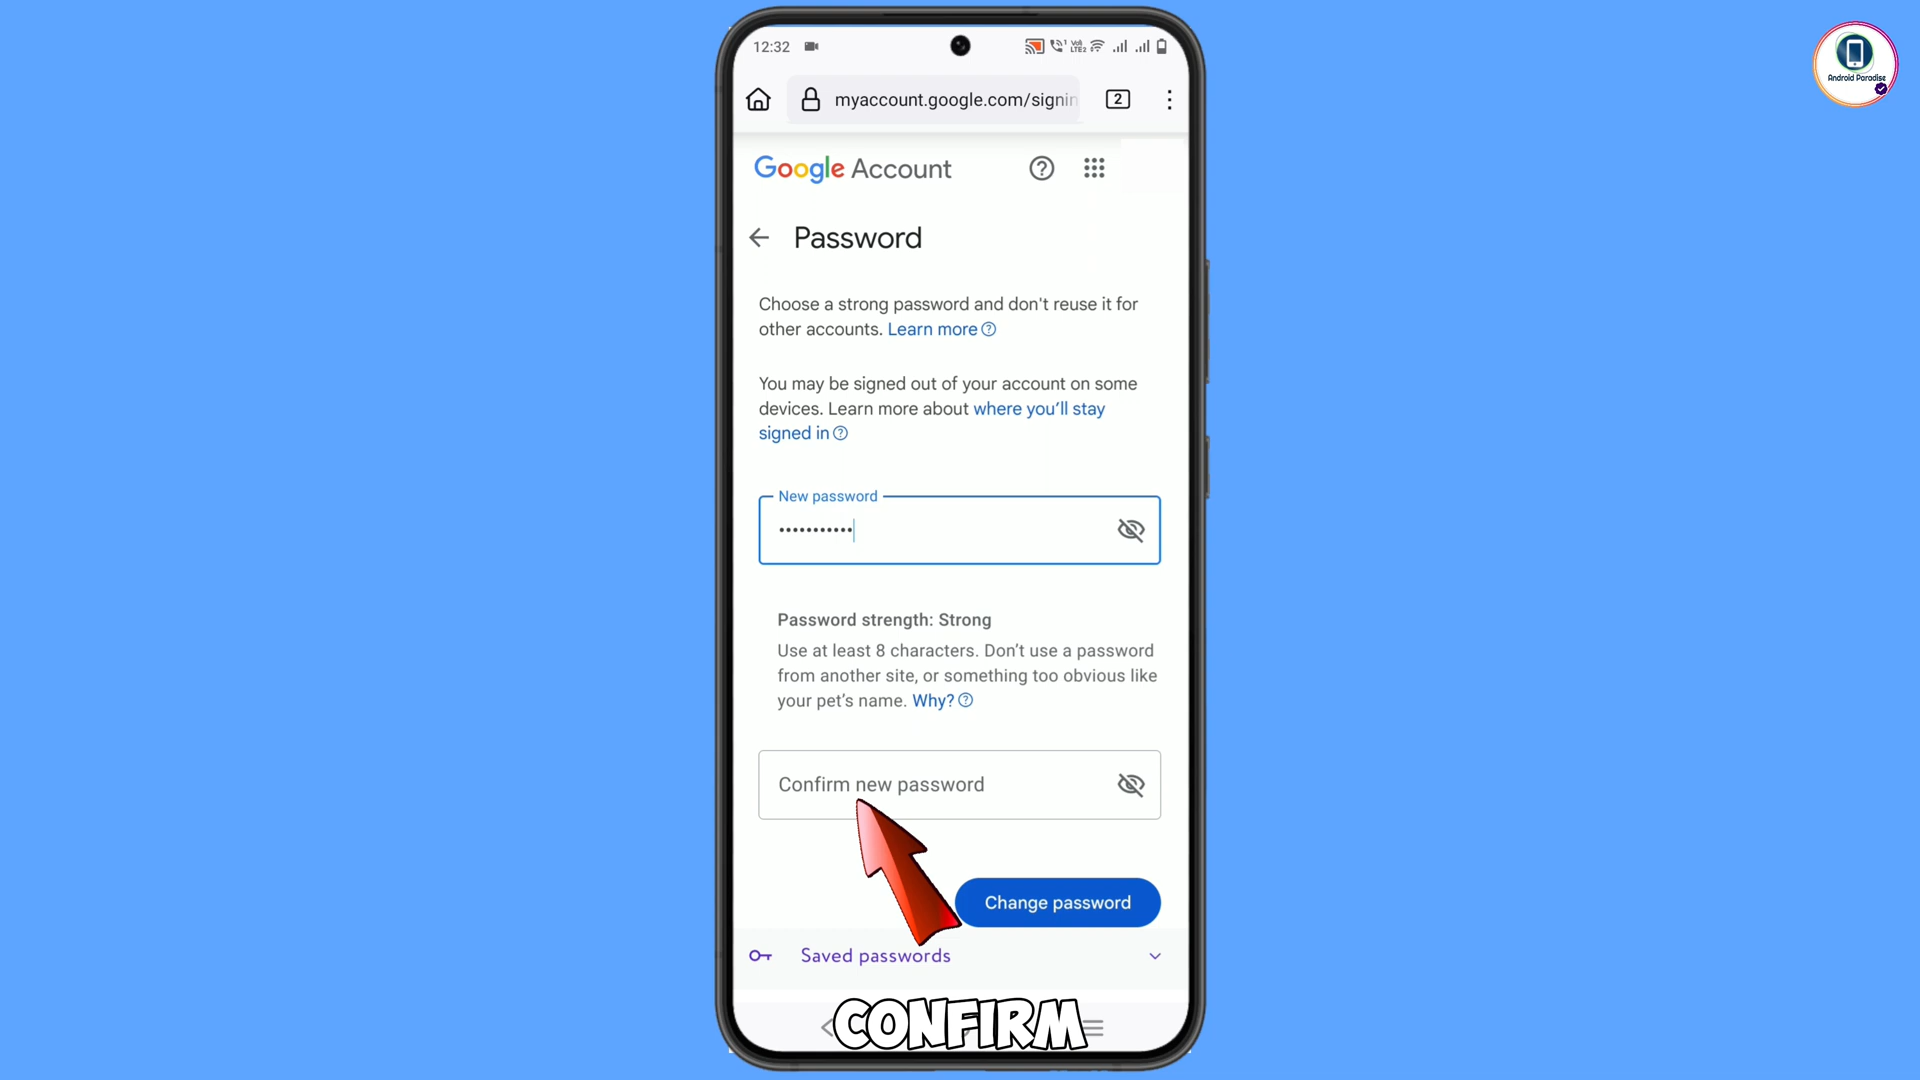 12:32
Vo)
LTE2
myaccount.google.com/signin
2
Android Paradise
Google Account
Password
Choose a strong password and don't reuse it for
other accounts. Learn more
You may be signed out of your account on some
devices. Learn more about where you'll stay
signed in
New password
•••••••••••
Password strength: Strong
Use at least 8 characters. Don't use a password
from another site, or something too obvious like
your pet's name. Why?
Confirm new password
Change password
Saved passwords
CONFIRM